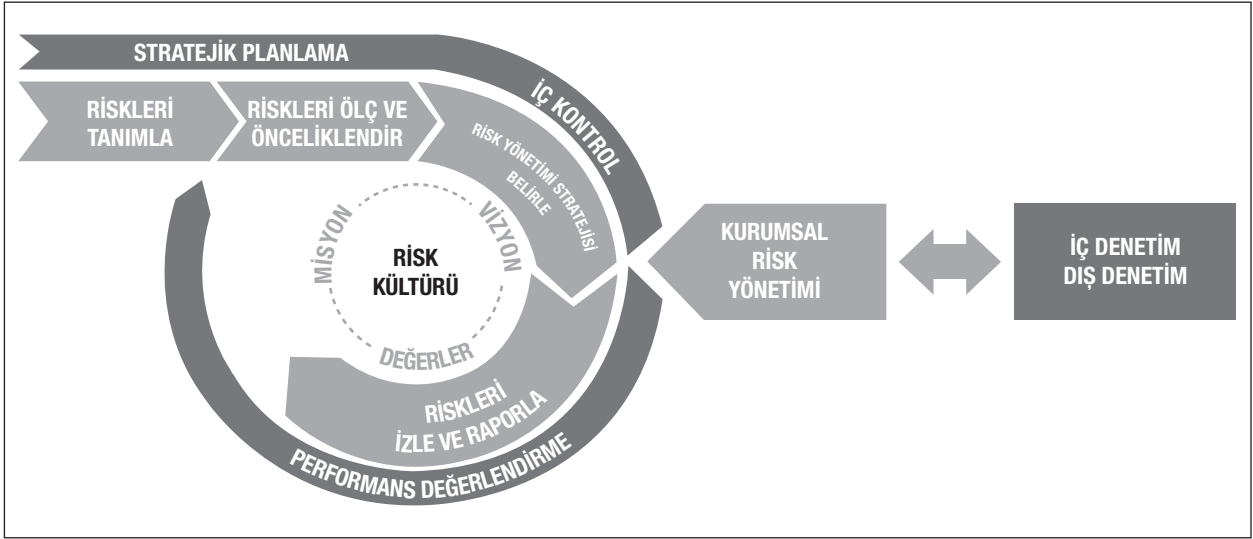 STRATEJİK PLANLAMA
İÇ KONTROL
RİSKLERİ
TANIMLA
RİSKLERİ ÖLÇ VE
ÖNCELİKLENDİR
RİSK YÖNETİMİ STRATEJİSİ
BELİRLE
MİSYON
VİZYON
DEĞERLER
RİSK
KÜLTÜRÜ
RİSKLERİ
İZLE VE RAPORLA
PERFORMANS DEĞERLENDİRME
KURUMSAL
RİSK
YÖNETİMİ
İÇ DENETİM
DIŞ DENETİM